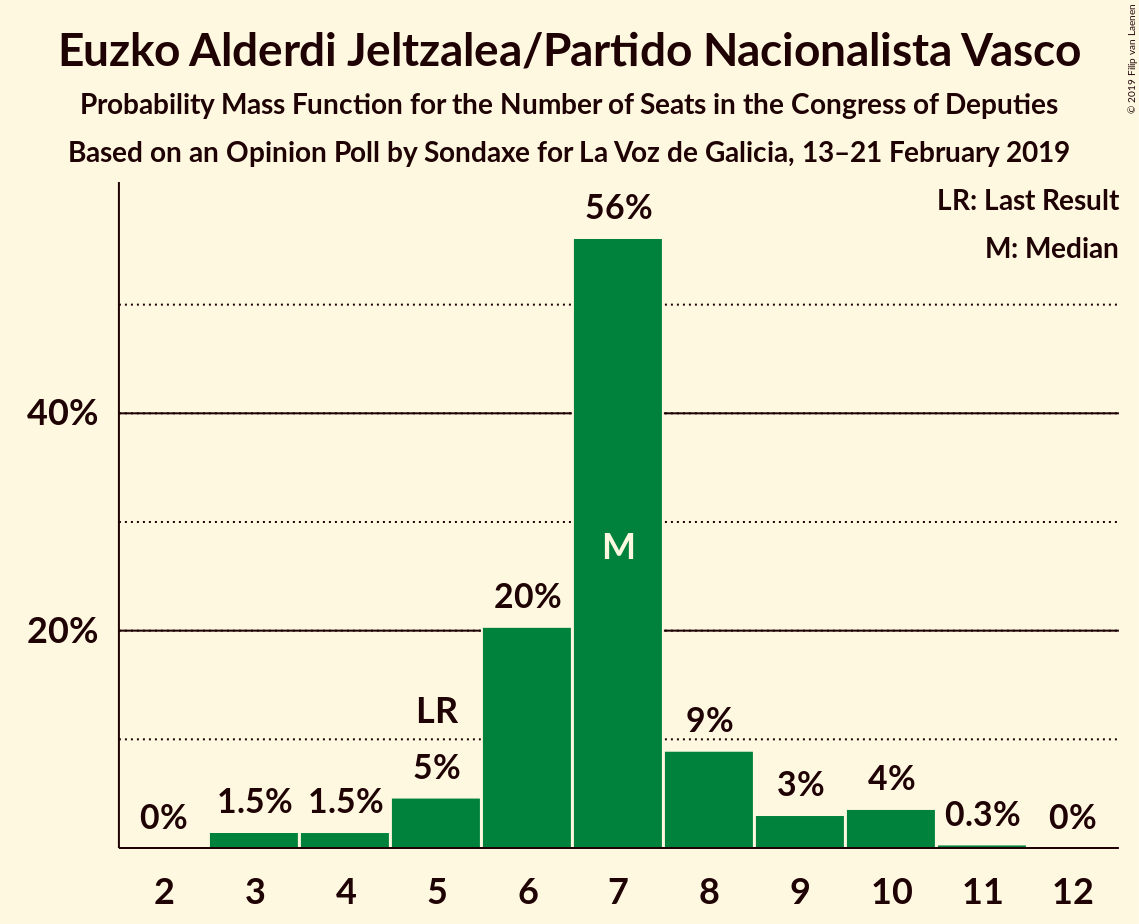 Euzko Alderdi Jeltzalea/Partido Nacionalista Vasco
Probability Mass Function for the Number of Seats in the Congress of Deputies
Based on an Opinion Poll by Sondaxe for La Voz de Galicia, 13–21 February 2019
© 2019 Filip van Laenen
LR: Last Result
M: Median
56%
40%
M
20%
20%
LR
9%
5%
3%
4%
0%
1.5%
1.5%
0.3%
0%
2 3 4 5 6 7 8 9 10 11 12